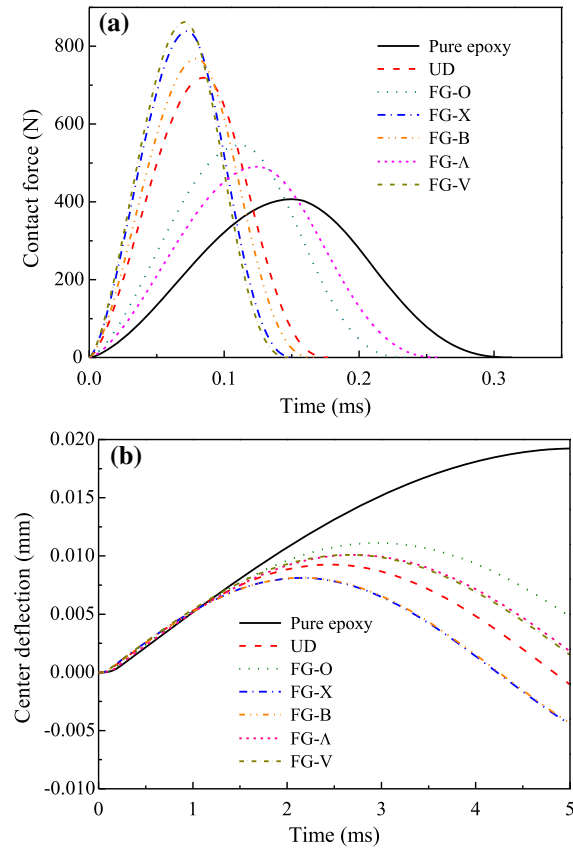 (a)
Contact force (N)
800
600
400
200
0
0.0 0.1 0.2 0.3
Time (ms)
Pure epoxy
UD
FG-O
FG-X
FG-B
FG-Λ
FG-V
(b)
Center deflection (mm)
0.020
0.015
0.010
0.005
0.000
-0.005
-0.010
0 1 2 3 4 5
Time (ms)
Pure epoxy
UD
FG-O
FG-X
FG-B
FG-Λ
FG-V